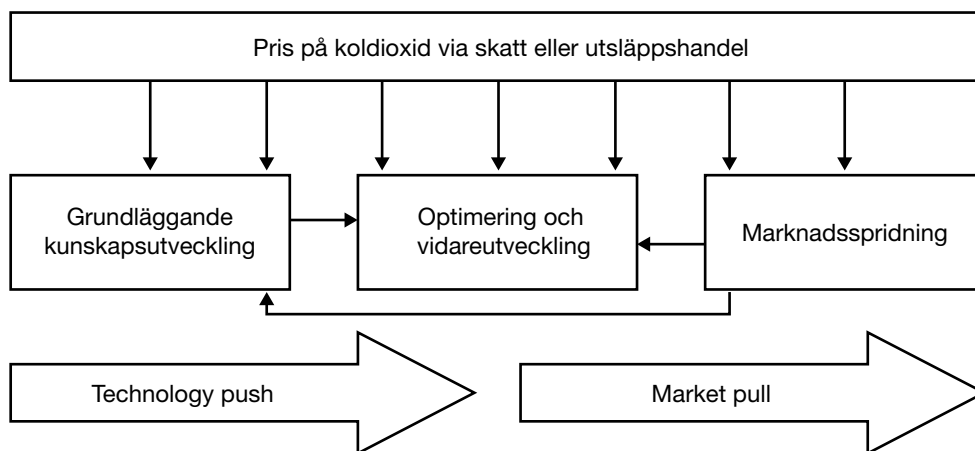 Pris på koldioxid via skatt eller utsläppshandel
Grundläggande
kunskapsutveckling
Optimering och
vidareutveckling
Marknadsspridning
Technology push
Market pull